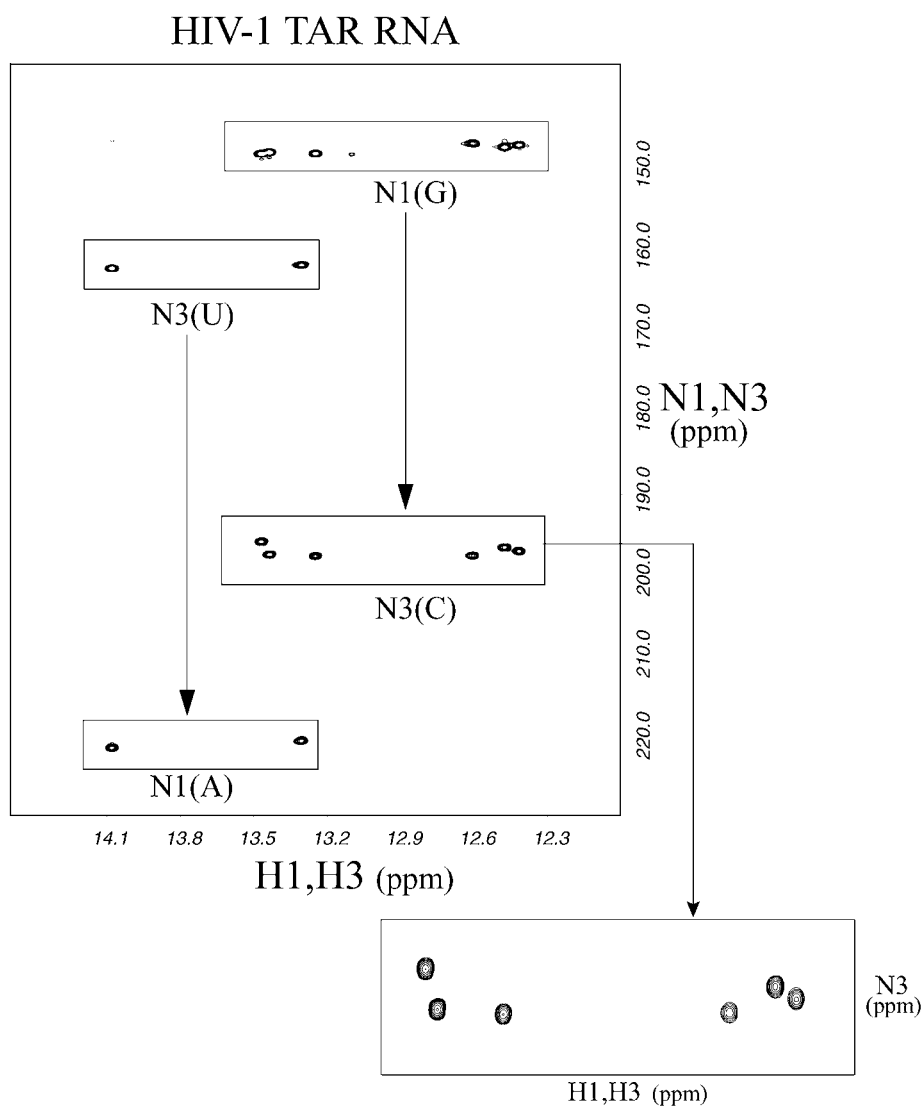 HIV-1 TAR RNA
N1(G)
N3(U)
N3(C)
N1(A)
150.0
160.0
170.0
180.0
190.0
200.0
210.0
220.0
N1,N3
(ppm)
14.1 13.8 13.5 13.2 12.9 12.6 12.3
H1,H3 (ppm)
N3
(ppm)
H1,H3 (ppm)